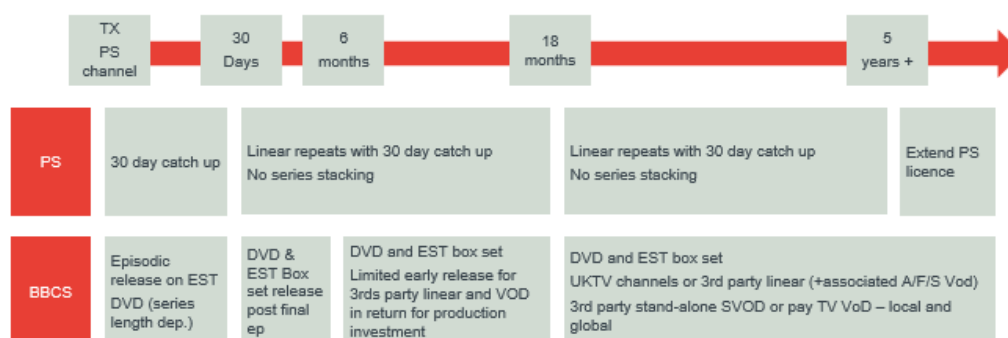 TX
PS
channel
30
Days
6
months
18
months
5
years +
PS
30 day catch up
Linear repeats with 30 day catch up
No series stacking
Linear repeats with 30 day catch up
No series stacking
Extend PS
licence
BBCS
Episodic
release on EST
DVD (series
length dep.)
DVD &
EST Box
set release
post final
ep
DVD and EST box set
Limited early release for
3rds party linear and VOD
in return for production
investment
DVD and EST box set
UKTV channels or 3rd party linear (+associated A/F/S Vod)
3rd party stand-alone SVOD or pay TV VoD – local and
global